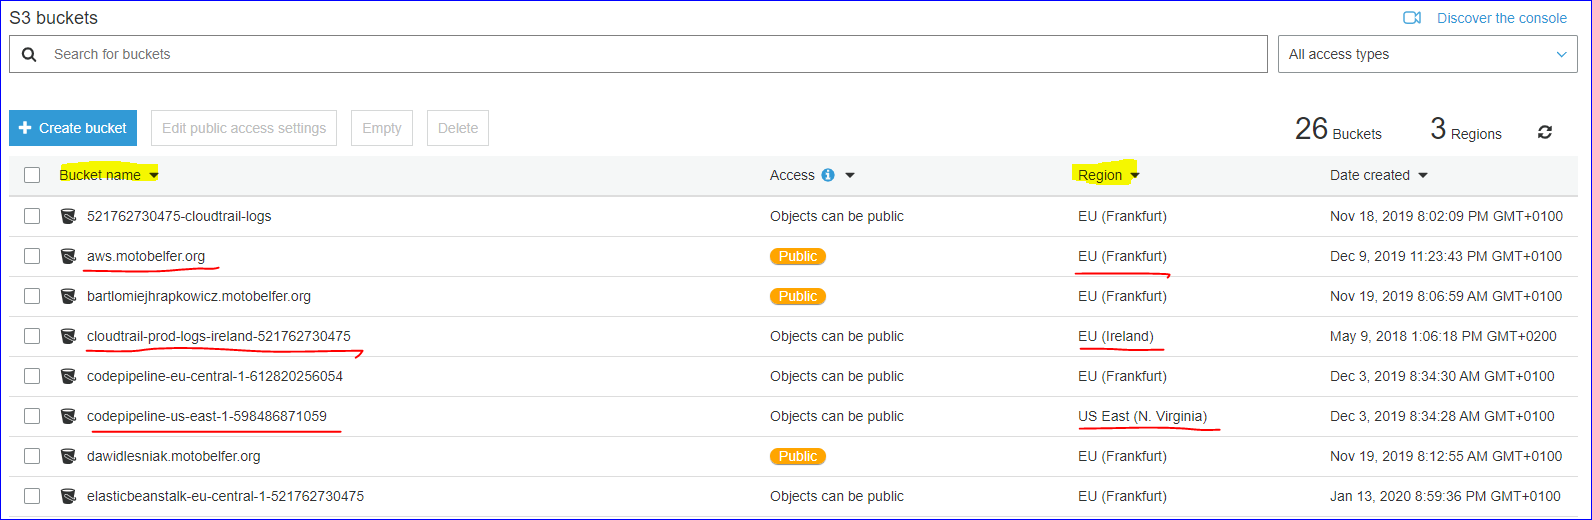 S3 buckets
Discover the console
Search for buckets
All access types
Create bucket Edit public access settings Empty Delete 26 Buckets 3 Regions
Bucket name Access Region Date created
521762730475-cloudtrail-logs Objects can be public EU (Frankfurt) Nov 18, 2019 8:02:09 PM GMT+0100
aws.motobelfer.org Public EU (Frankfurt) Dec 9, 2019 11:23:43 PM GMT+0100
bartlomiejhrapkowicz.motobelfer.org Public EU (Frankfurt) Nov 19, 2019 8:06:59 AM GMT+0100
cloudtrail-prod-logs-ireland-521762730475 Objects can be public EU (Ireland) May 9, 2018 1:06:18 PM GMT+0200
codepipeline-eu-central-1-612820256054 Objects can be public EU (Frankfurt) Dec 3, 2019 8:34:30 AM GMT+0100
codepipeline-us-east-1-598486871059 Objects can be public US East (N. Virginia) Dec 3, 2019 8:34:28 AM GMT+0100
dawidlesniak.motobelfer.org Public EU (Frankfurt) Nov 19, 2019 8:12:55 AM GMT+0100
elasticbeanstalk-eu-central-1-521762730475 Objects can be public EU (Frankfurt) Jan 13, 2020 8:59:36 PM GMT+0100